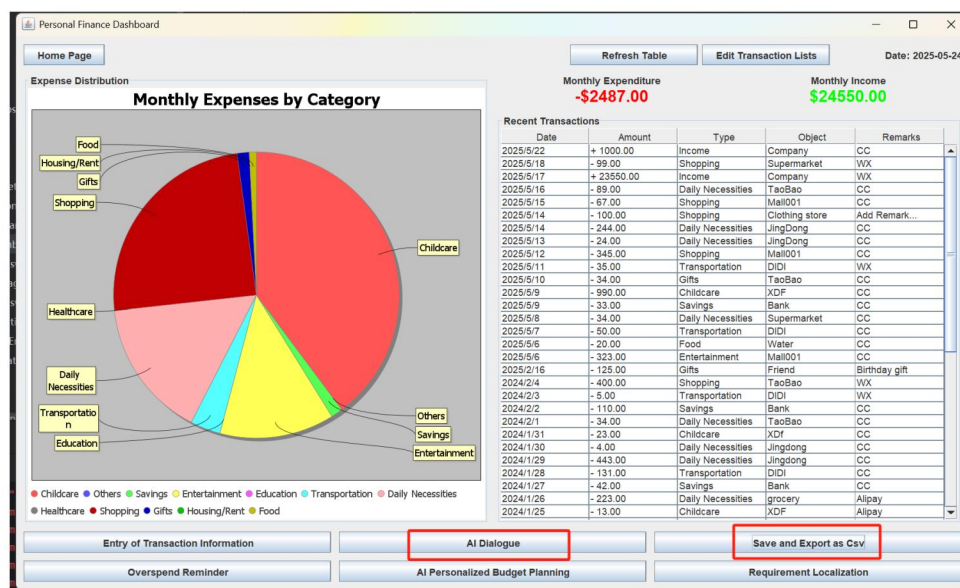 Personal Finance Dashboard
Home Page
Refresh Table
Edit Transaction Lists
Date: 2025-05-24
Expense Distribution
Monthly Expenses by Category
Food
Housing/Rent
Gifts
Shopping
Childcare
Healthcare
Daily
Necessities
Transportatio
n
Education
Others
Savings
Entertainment
Childcare Others Savings Entertainment Education Transportation Daily Necessities
Healthcare Shopping Gifts Housing/Rent Food
Monthly Expenditure
-$2487.00
Monthly Income
$24550.00
Recent Transactions
Date Amount Type Object Remarks
2025/5/22 + 1000.00 Income Company CC
2025/5/18 - 99.00 Shopping Supermarket WX
2025/5/17 + 23550.00 Income Company WX
2025/5/16 - 89.00 Daily Necessities TaoBao CC
2025/5/15 - 67.00 Shopping Mall001 CC
2025/5/14 - 100.00 Shopping Clothing store Add Remark...
2025/5/14 - 244.00 Daily Necessities JingDong CC
2025/5/13 - 24.00 Daily Necessities JingDong CC
2025/5/12 - 345.00 Shopping Mall001 CC
2025/5/11 - 35.00 Transportation DIDI WX
2025/5/10 - 34.00 Gifts TaoBao CC
2025/5/9 - 990.00 Childcare XDF CC
2025/5/9 - 33.00 Savings Bank CC
2025/5/8 - 34.00 Daily Necessities Supermarket CC
2025/5/7 - 50.00 Transportation DIDI CC
2025/5/6 - 20.00 Food Water CC
2025/5/6 - 323.00 Entertainment Mall001 CC
2025/2/16 - 125.00 Gifts Friend Birthday gift
2024/2/4 - 400.00 Shopping TaoBao WX
2024/2/3 - 5.00 Transportation DIDI WX
2024/2/2 - 110.00 Savings Bank CC
2024/2/1 - 34.00 Daily Necessities TaoBao CC
2024/1/31 - 23.00 Childcare XDf CC
2024/1/30 - 4.00 Daily Necessities Jingdong CC
2024/1/29 - 443.00 Daily Necessities Jingdong CC
2024/1/28 - 131.00 Transportation DIDI CC
2024/1/27 - 42.00 Savings Bank CC
2024/1/26 - 223.00 Daily Necessities grocery Alipay
2024/1/25 - 13.00 Childcare XDF Alipay
Entry of Transaction Information
AI Dialogue
Save and Export as Csv
Overspend Reminder
AI Personalized Budget Planning
Requirement Localization